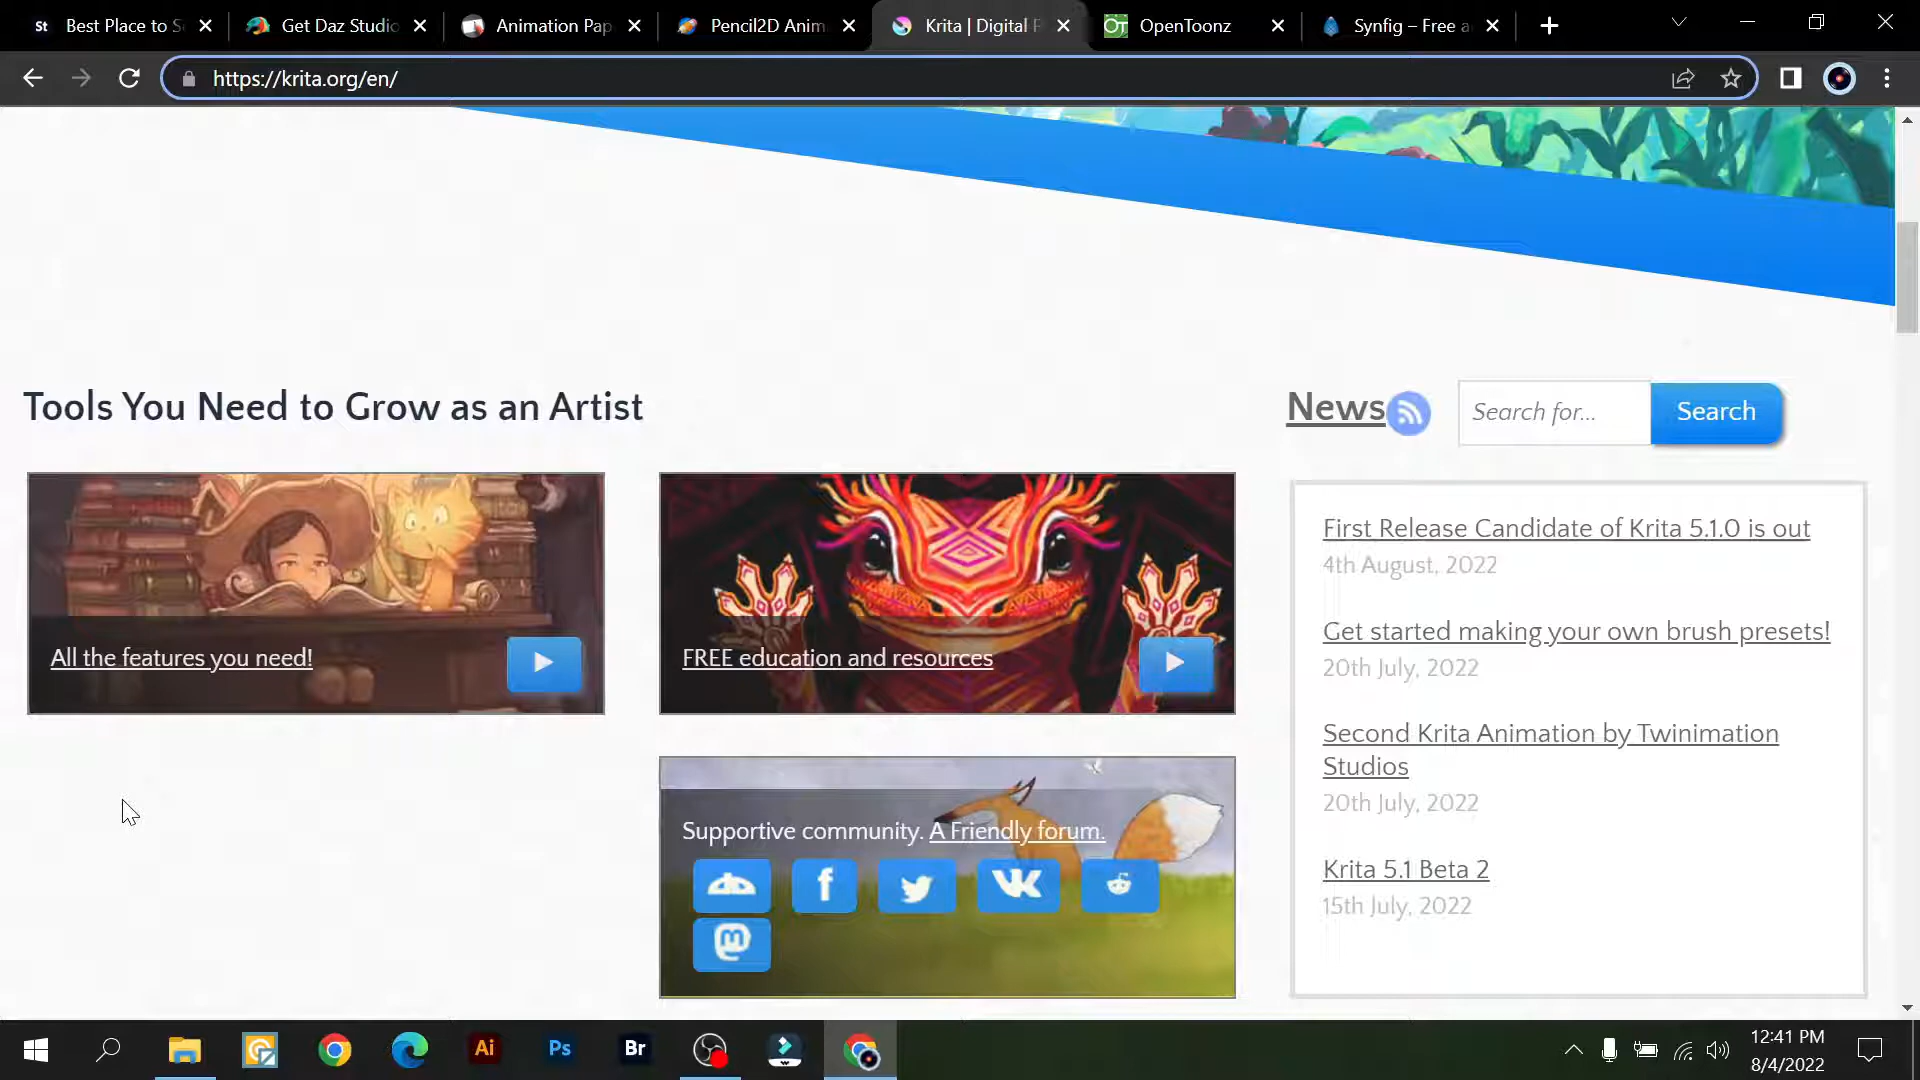 St Best Place to S
Get Daz Studio
Animation Pap
Pencil2D Anim
Krita | Digital P
OpenToonz
Synfig – Free a
https://krita.org/en/
Tools You Need to Grow as an Artist
News
Search for...
Search
All the features you need!
FREE education and resources
Supportive community. A Friendly forum.
First Release Candidate of Krita 5.1.0 is out
4th August, 2022
Get started making your own brush presets!
20th July, 2022
Second Krita Animation by Twinimation
Studios
20th July, 2022
Krita 5.1 Beta 2
15th July, 2022
Ai
Ps
Br
12:41 PM
8/4/2022